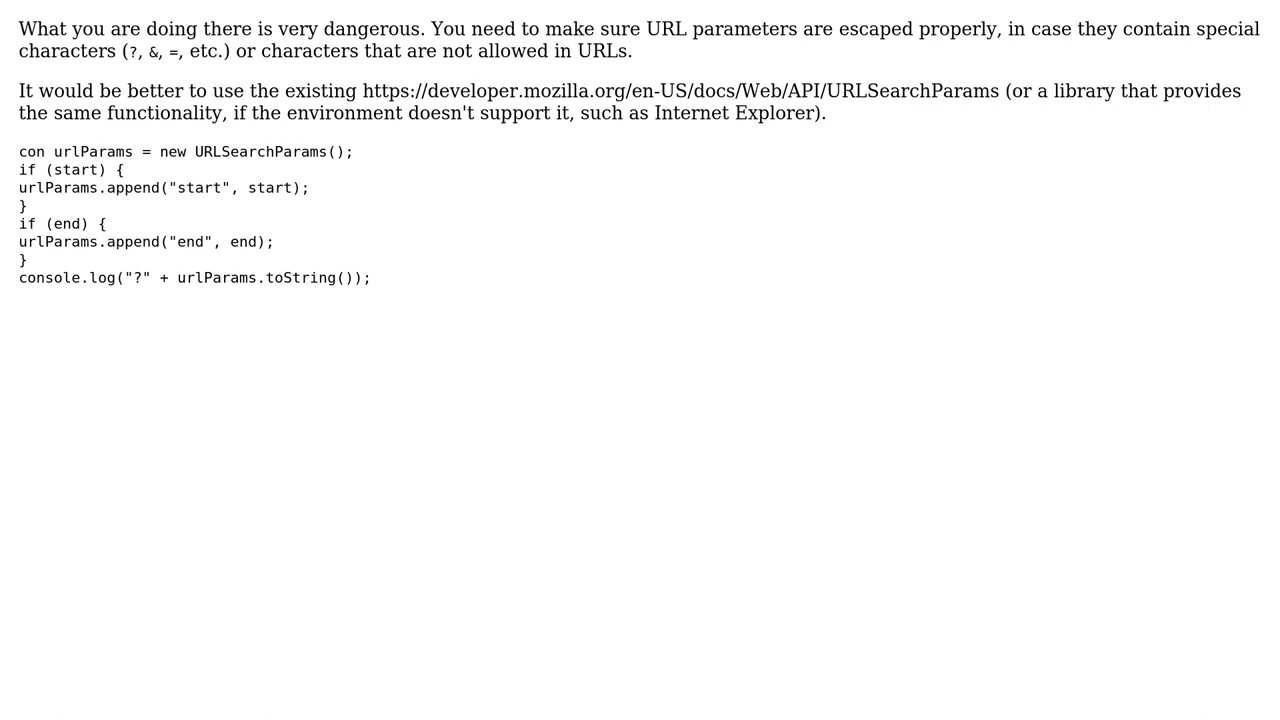 What you are doing there is very dangerous. You need to make sure URL parameters are escaped properly, in case they contain special
characters (?, &, =, etc.) or characters that are not allowed in URLs.
It would be better to use the existing https://developer.mozilla.org/en-US/docs/Web/API/URLSearchParams (or a library that provides
the same functionality, if the environment doesn't support it, such as Internet Explorer).
con urlParams = new URLSearchParams();
if (start) {
urlParams.append("start", start);
}
if (end) {
urlParams.append("end", end);
}
console.log("?" + urlParams.toString());